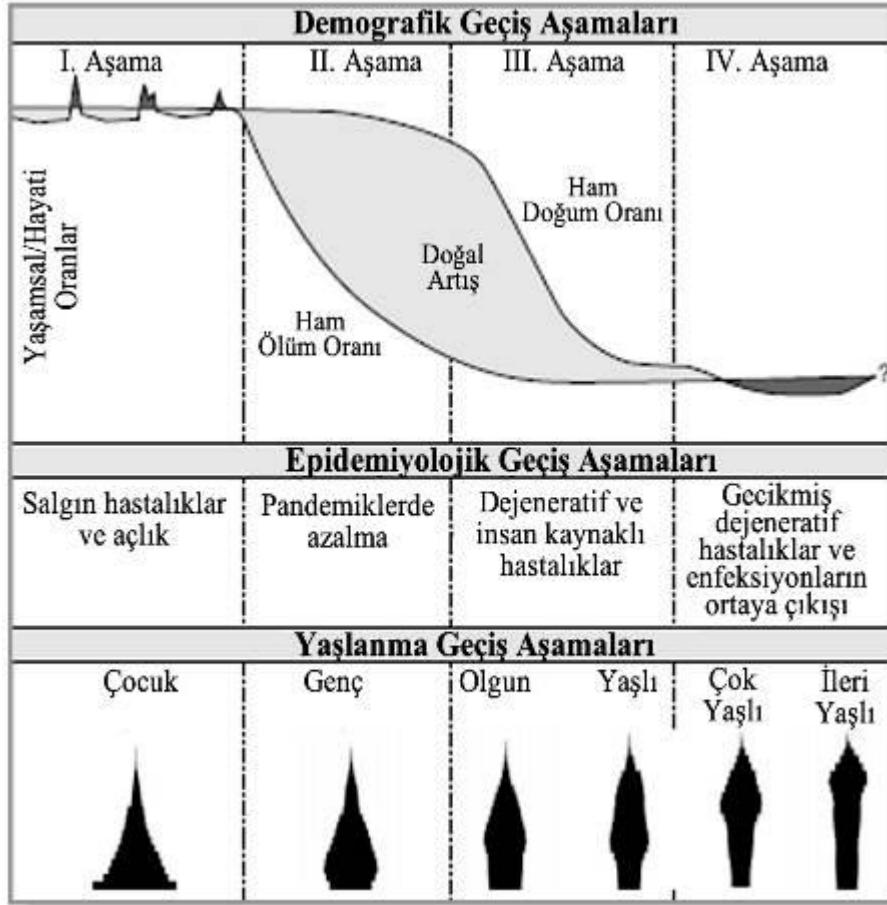 Demografik Geçiş Aşamaları
I. Aşama
II. Aşama
III. Aşama
IV. Aşama
Yaşamsal/Hayati
Oranlar
Ham
Doğum Oranı
Doğal
Artış
Ham
Ölüm Oranı
?
Epidemiyolojik Geçiş Aşamaları
Salgın hastalıklar
ve açlık
Pandemiklerde
azalma
Dejeneratif ve
insan kaynaklı
hastalıklar
Gecikmiş
dejeneratif
hastalıklar ve
enfeksiyonların
ortaya çıkışı
Yaşlanma Geçiş Aşamaları
Çocuk
Genç
Olgun
Yaşlı
Çok
Yaşlı
İleri
Yaşlı